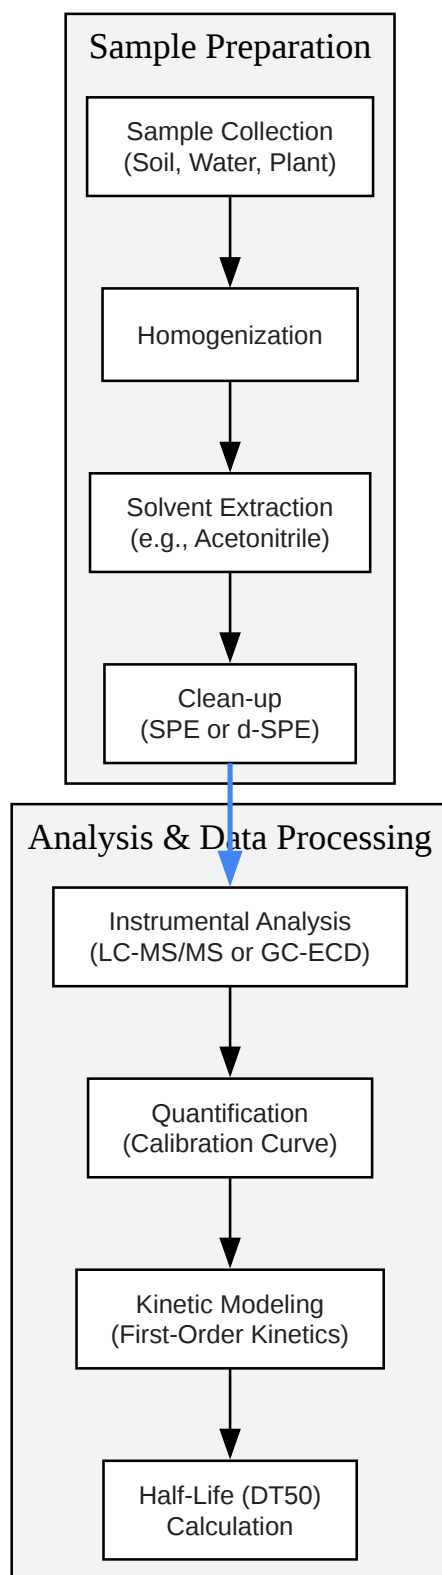 Sample Preparation
Sample Collection
(Soil, Water, Plant)
Homogenization
Solvent Extraction
(e.g., Acetonitrile)
Clean-up
(SPE or d-SPE)
Analysis & Data Processing
Instrumental Analysis
(LC-MS/MS or GC-ECD)
Quantification
(Calibration Curve)
Kinetic Modeling
(First-Order Kinetics)
Half-Life (DT50)
Calculation